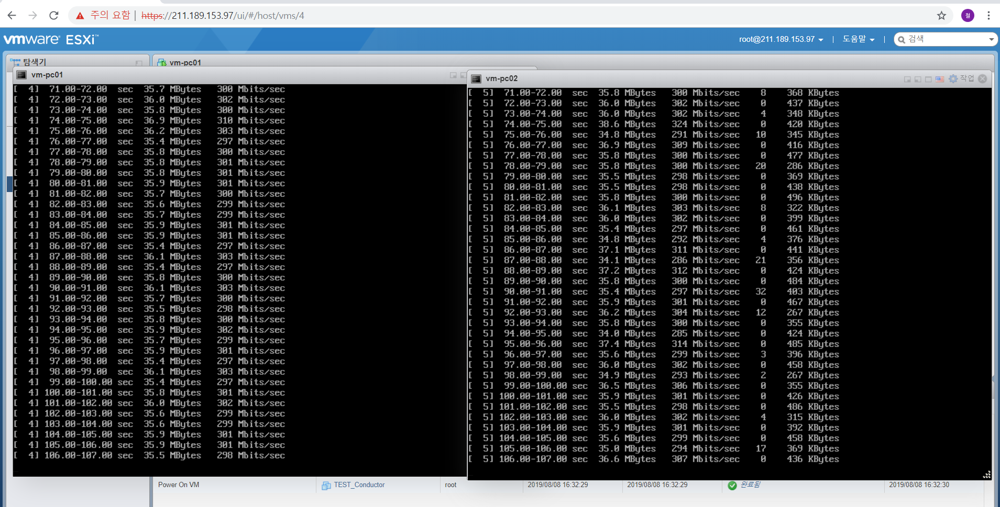 주의 요함 | https://211.189.153.97/ui/#/host/vms/4
철
vmware ESXi™
root@211.189.153.97 | 도움말 | 검색
탐색기
vm-pc01
vm-pc01
[  4]  71.00-72.00  sec  35.7 MBytes   300 Mbits/sec
[  4]  72.00-73.00  sec  36.0 MBytes   302 Mbits/sec
[  4]  73.00-74.00  sec  35.8 MBytes   300 Mbits/sec
[  4]  74.00-75.00  sec  36.9 MBytes   310 Mbits/sec
[  4]  75.00-76.00  sec  36.2 MBytes   303 Mbits/sec
[  4]  76.00-77.00  sec  35.4 MBytes   297 Mbits/sec
[  4]  77.00-78.00  sec  35.8 MBytes   300 Mbits/sec
[  4]  78.00-79.00  sec  35.8 MBytes   301 Mbits/sec
[  4]  79.00-80.00  sec  35.8 MBytes   301 Mbits/sec
[  4]  80.00-81.00  sec  35.9 MBytes   301 Mbits/sec
[  4]  81.00-82.00  sec  35.7 MBytes   300 Mbits/sec
[  4]  82.00-83.00  sec  35.6 MBytes   299 Mbits/sec
[  4]  83.00-84.00  sec  35.7 MBytes   299 Mbits/sec
[  4]  84.00-85.00  sec  35.9 MBytes   301 Mbits/sec
[  4]  85.00-86.00  sec  35.9 MBytes   301 Mbits/sec
[  4]  86.00-87.00  sec  35.4 MBytes   297 Mbits/sec
[  4]  87.00-88.00  sec  36.1 MBytes   303 Mbits/sec
[  4]  88.00-89.00  sec  35.4 MBytes   297 Mbits/sec
[  4]  89.00-90.00  sec  35.8 MBytes   300 Mbits/sec
[  4]  90.00-91.00  sec  36.1 MBytes   303 Mbits/sec
[  4]  91.00-92.00  sec  35.7 MBytes   300 Mbits/sec
[  4]  92.00-93.00  sec  35.5 MBytes   298 Mbits/sec
[  4]  93.00-94.00  sec  35.8 MBytes   300 Mbits/sec
[  4]  94.00-95.00  sec  35.9 MBytes   302 Mbits/sec
[  4]  95.00-96.00  sec  35.7 MBytes   299 Mbits/sec
[  4]  96.00-97.00  sec  35.9 MBytes   301 Mbits/sec
[  4]  97.00-98.00  sec  35.4 MBytes   297 Mbits/sec
[  4]  98.00-99.00  sec  36.1 MBytes   303 Mbits/sec
[  4]  99.00-100.00 sec  35.4 MBytes   297 Mbits/sec
[  4] 100.00-101.00 sec  35.8 MBytes   301 Mbits/sec
[  4] 101.00-102.00 sec  36.0 MBytes   302 Mbits/sec
[  4] 102.00-103.00 sec  35.6 MBytes   299 Mbits/sec
[  4] 103.00-104.00 sec  35.6 MBytes   299 Mbits/sec
[  4] 104.00-105.00 sec  35.9 MBytes   301 Mbits/sec
[  4] 105.00-106.00 sec  35.9 MBytes   301 Mbits/sec
[  4] 106.00-107.00 sec  35.5 MBytes   298 Mbits/sec
vm-pc02 작업
[  5]  71.00-72.00  sec  35.8 MBytes   300 Mbits/sec    8    368 KBytes
[  5]  72.00-73.00  sec  36.0 MBytes   302 Mbits/sec    0    437 KBytes
[  5]  73.00-74.00  sec  36.0 MBytes   302 Mbits/sec    4    348 KBytes
[  5]  74.00-75.00  sec  38.6 MBytes   324 Mbits/sec    0    420 KBytes
[  5]  75.00-76.00  sec  34.8 MBytes   291 Mbits/sec   10    345 KBytes
[  5]  76.00-77.00  sec  36.9 MBytes   309 Mbits/sec    0    416 KBytes
[  5]  77.00-78.00  sec  35.8 MBytes   300 Mbits/sec    0    477 KBytes
[  5]  78.00-79.00  sec  35.8 MBytes   300 Mbits/sec   20    286 KBytes
[  5]  79.00-80.00  sec  35.5 MBytes   298 Mbits/sec    0    369 KBytes
[  5]  80.00-81.00  sec  35.5 MBytes   298 Mbits/sec    0    438 KBytes
[  5]  81.00-82.00  sec  35.8 MBytes   300 Mbits/sec    0    496 KBytes
[  5]  82.00-83.00  sec  36.1 MBytes   303 Mbits/sec    8    322 KBytes
[  5]  83.00-84.00  sec  36.0 MBytes   302 Mbits/sec    0    399 KBytes
[  5]  84.00-85.00  sec  35.4 MBytes   297 Mbits/sec    0    461 KBytes
[  5]  85.00-86.00  sec  34.8 MBytes   292 Mbits/sec    4    376 KBytes
[  5]  86.00-87.00  sec  37.1 MBytes   311 Mbits/sec    0    441 KBytes
[  5]  87.00-88.00  sec  34.1 MBytes   286 Mbits/sec   21    356 KBytes
[  5]  88.00-89.00  sec  37.2 MBytes   312 Mbits/sec    0    424 KBytes
[  5]  89.00-90.00  sec  35.8 MBytes   300 Mbits/sec    0    484 KBytes
[  5]  90.00-91.00  sec  35.4 MBytes   297 Mbits/sec   32    403 KBytes
[  5]  91.00-92.00  sec  35.9 MBytes   301 Mbits/sec    0    467 KBytes
[  5]  92.00-93.00  sec  36.2 MBytes   304 Mbits/sec   12    267 KBytes
[  5]  93.00-94.00  sec  35.8 MBytes   300 Mbits/sec    0    355 KBytes
[  5]  94.00-95.00  sec  34.0 MBytes   285 Mbits/sec    0    424 KBytes
[  5]  95.00-96.00  sec  37.4 MBytes   314 Mbits/sec    0    485 KBytes
[  5]  96.00-97.00  sec  35.6 MBytes   299 Mbits/sec    3    396 KBytes
[  5]  97.00-98.00  sec  36.0 MBytes   302 Mbits/sec    0    458 KBytes
[  5]  98.00-99.00  sec  34.9 MBytes   293 Mbits/sec    2    267 KBytes
[  5]  99.00-100.00 sec  36.5 MBytes   306 Mbits/sec    0    355 KBytes
[  5] 100.00-101.00 sec  35.9 MBytes   301 Mbits/sec    0    426 KBytes
[  5] 101.00-102.00 sec  35.5 MBytes   298 Mbits/sec    0    486 KBytes
[  5] 102.00-103.00 sec  36.0 MBytes   302 Mbits/sec    4    315 KBytes
[  5] 103.00-104.00 sec  35.9 MBytes   301 Mbits/sec    0    392 KBytes
[  5] 104.00-105.00 sec  35.6 MBytes   299 Mbits/sec    0    458 KBytes
[  5] 105.00-106.00 sec  35.0 MBytes   294 Mbits/sec   17    369 KBytes
[  5] 106.00-107.00 sec  36.6 MBytes   307 Mbits/sec    0    436 KBytes
Power On VM TEST_Conductor root 2019/08/08 16:32:29 2019/08/08 16:32:29 완료됨 2019/08/08 16:32:30